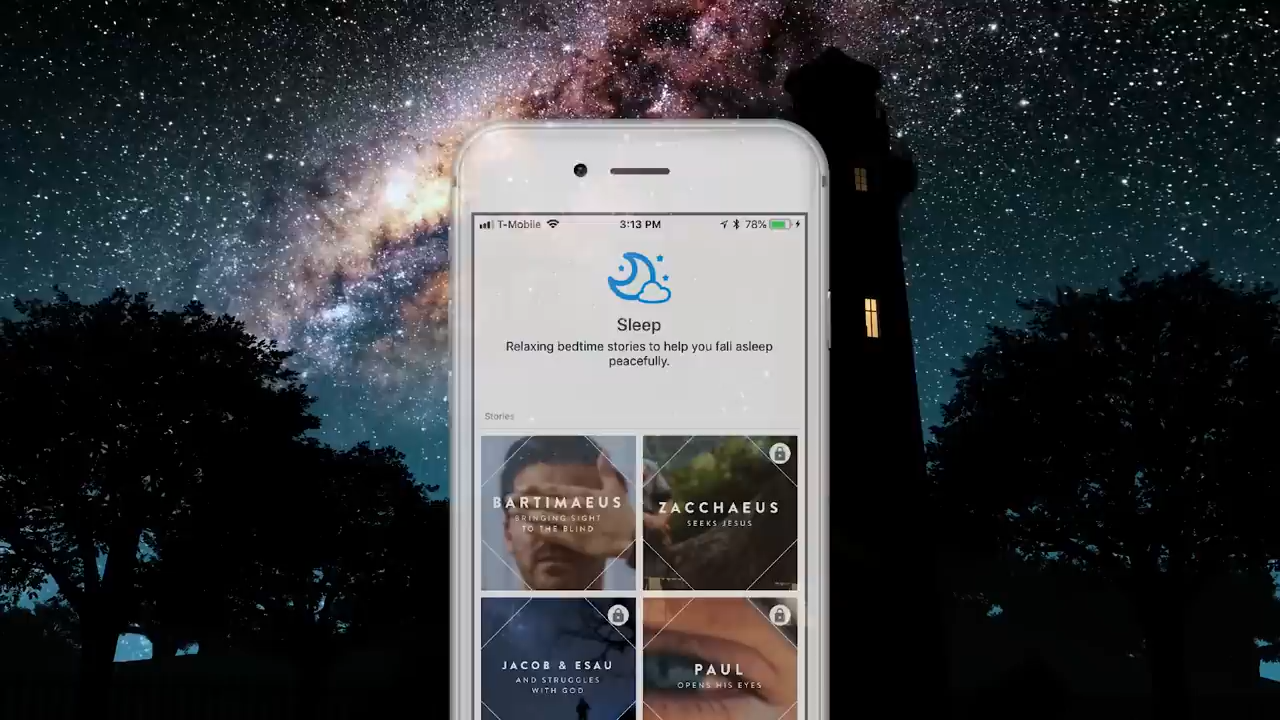 T-Mobile 3:13 PM 78%
Sleep
Relaxing bedtime stories to help you fall asleep
peacefully.
Stories
BARTIMAEUS
BRINGING SIGHT
TO THE BLIND
ZACCHAEUS
SEEKS JESUS
JACOB & ESAU
AND STRUGGLES
WITH GOD
PAUL
OPENS HIS EYES